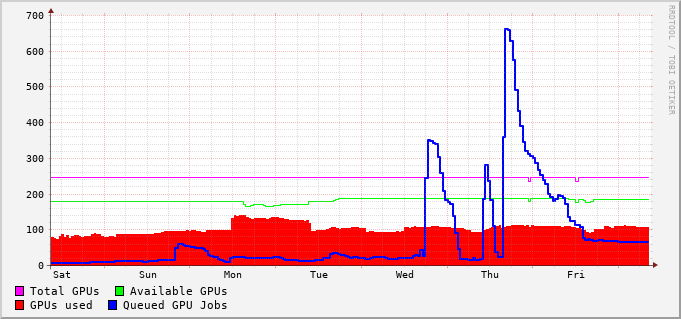 700
600
500
400
300
200
100
0
Sat Sun Mon Tue Wed Thu Fri
Total GPUs Available GPUs
GPUs used Queued GPU Jobs
RRDTOOL / TOBI OETIKER